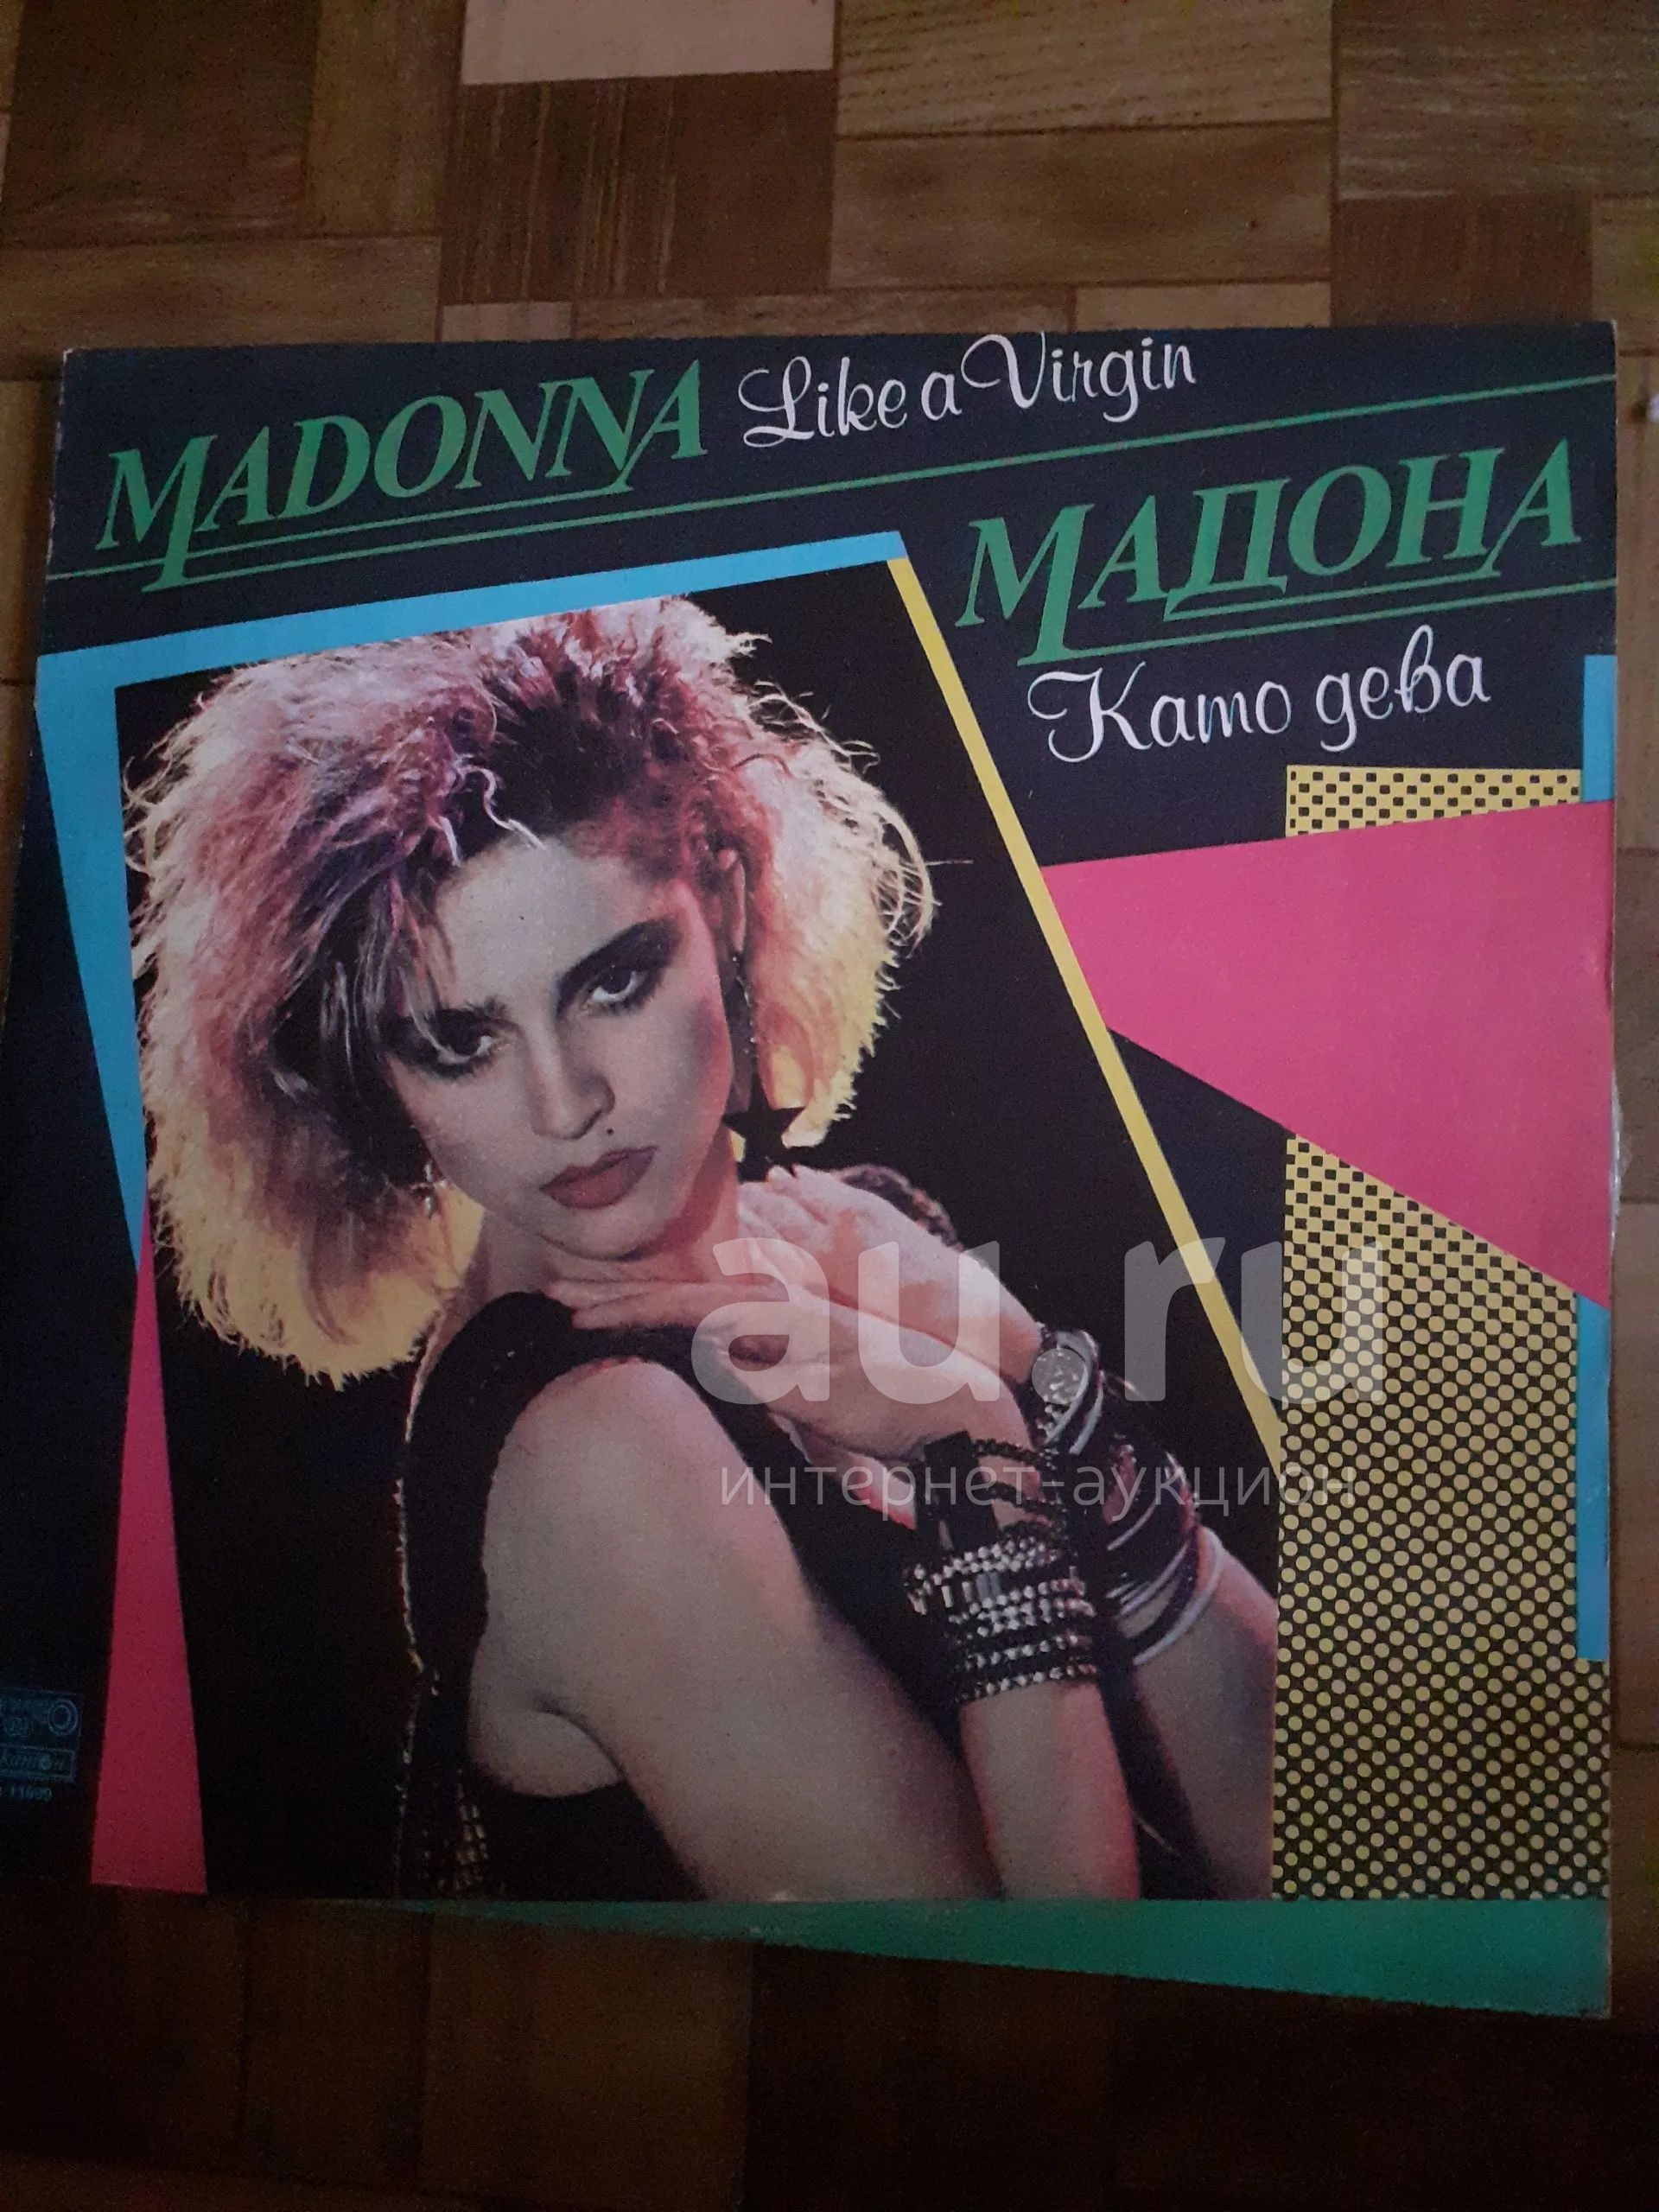 MADONNA Like a Virgin
МАДОНА
Като дева
au.ru
интернет-аукцион